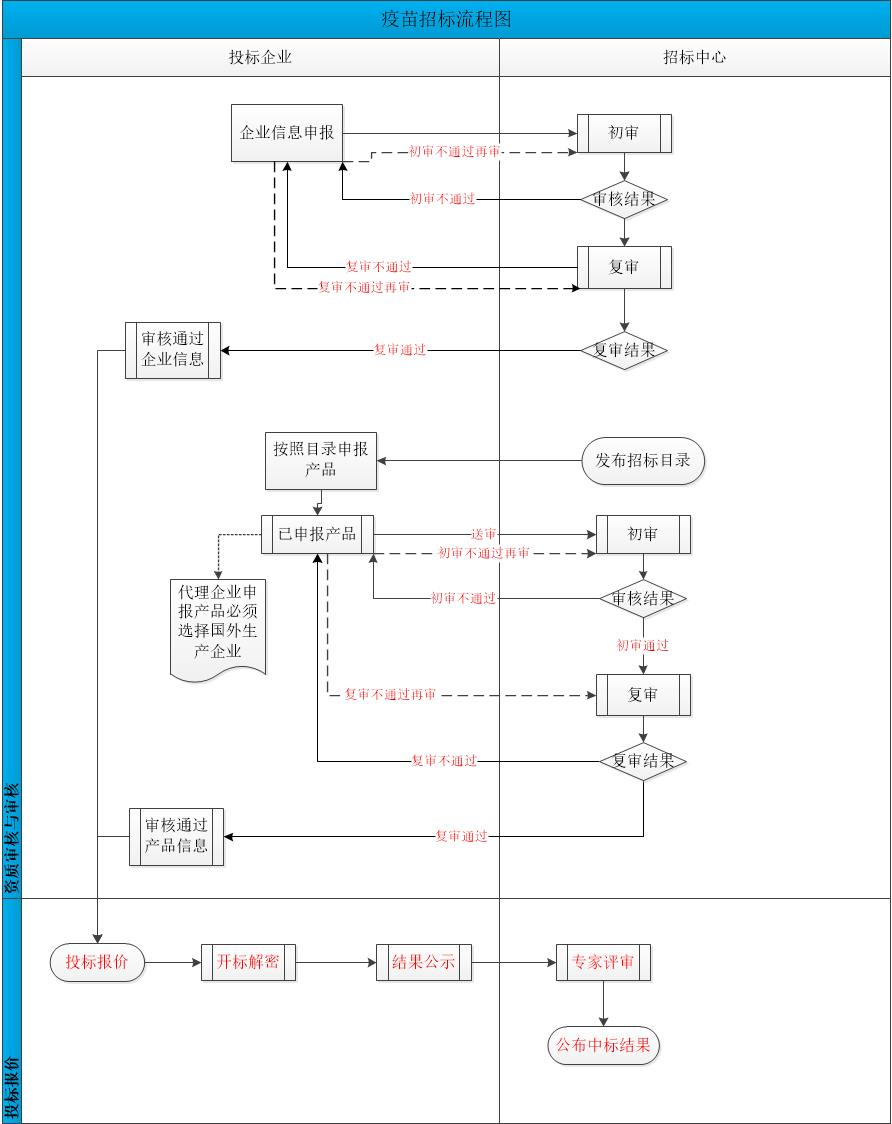 疫苗招标流程图
投标企业
招标中心
企业信息申报
初审
初审不通过再审
初审不通过
审核结果
复审不通过
复审
复审不通过再审
审核通过
企业信息
复审通过
复审结果
按照目录申报
产品
发布招标目录
已申报产品
送审
初审
初审不通过再审
代理企业申
报产品必须
选择国外生
产企业
初审不通过
审核结果
初审通过
复审不通过再审
复审
复审不通过
复审结果
审核通过
产品信息
复审通过
资质审核与审核
投标报价
开标解密
结果公示
专家评审
公布中标结果
投标报价